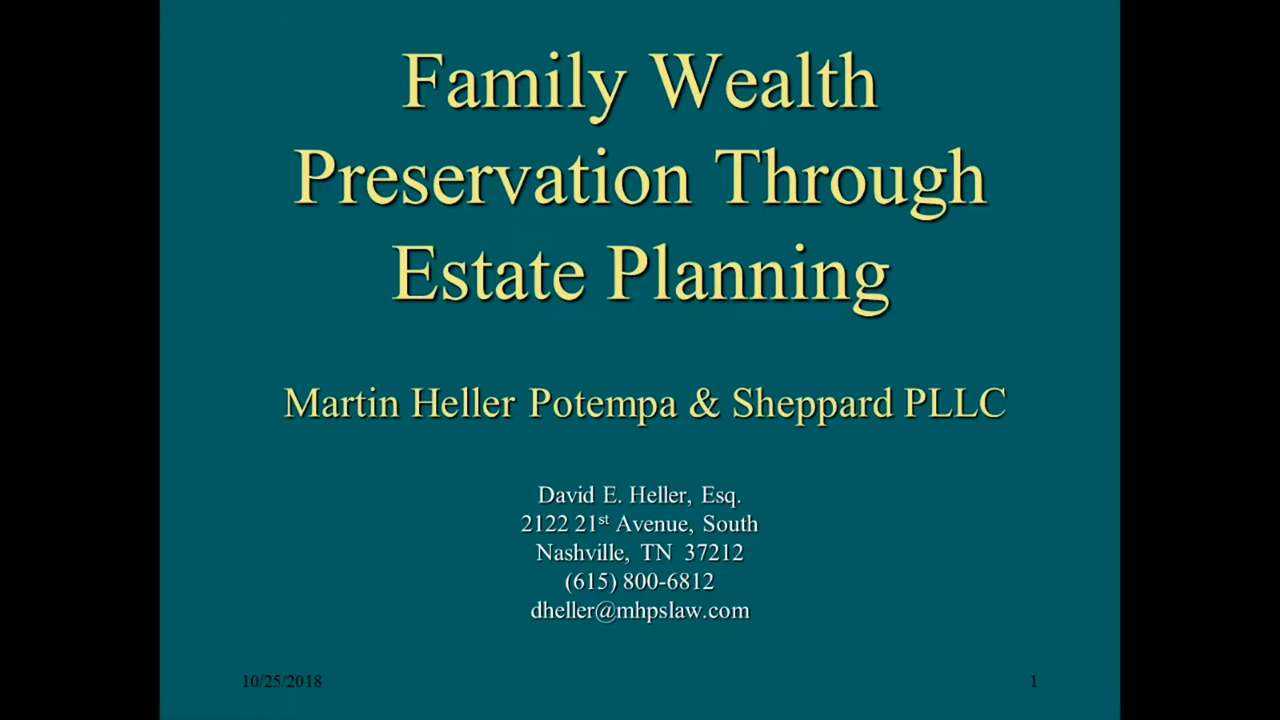 Family Wealth
Preservation Through
Estate Planning
Martin Heller Potempa & Sheppard PLLC
David E. Heller, Esq.
2122 21st Avenue, South
Nashville, TN 37212
(615) 800-6812
dheller@mhpslaw.com
10/25/2018 1